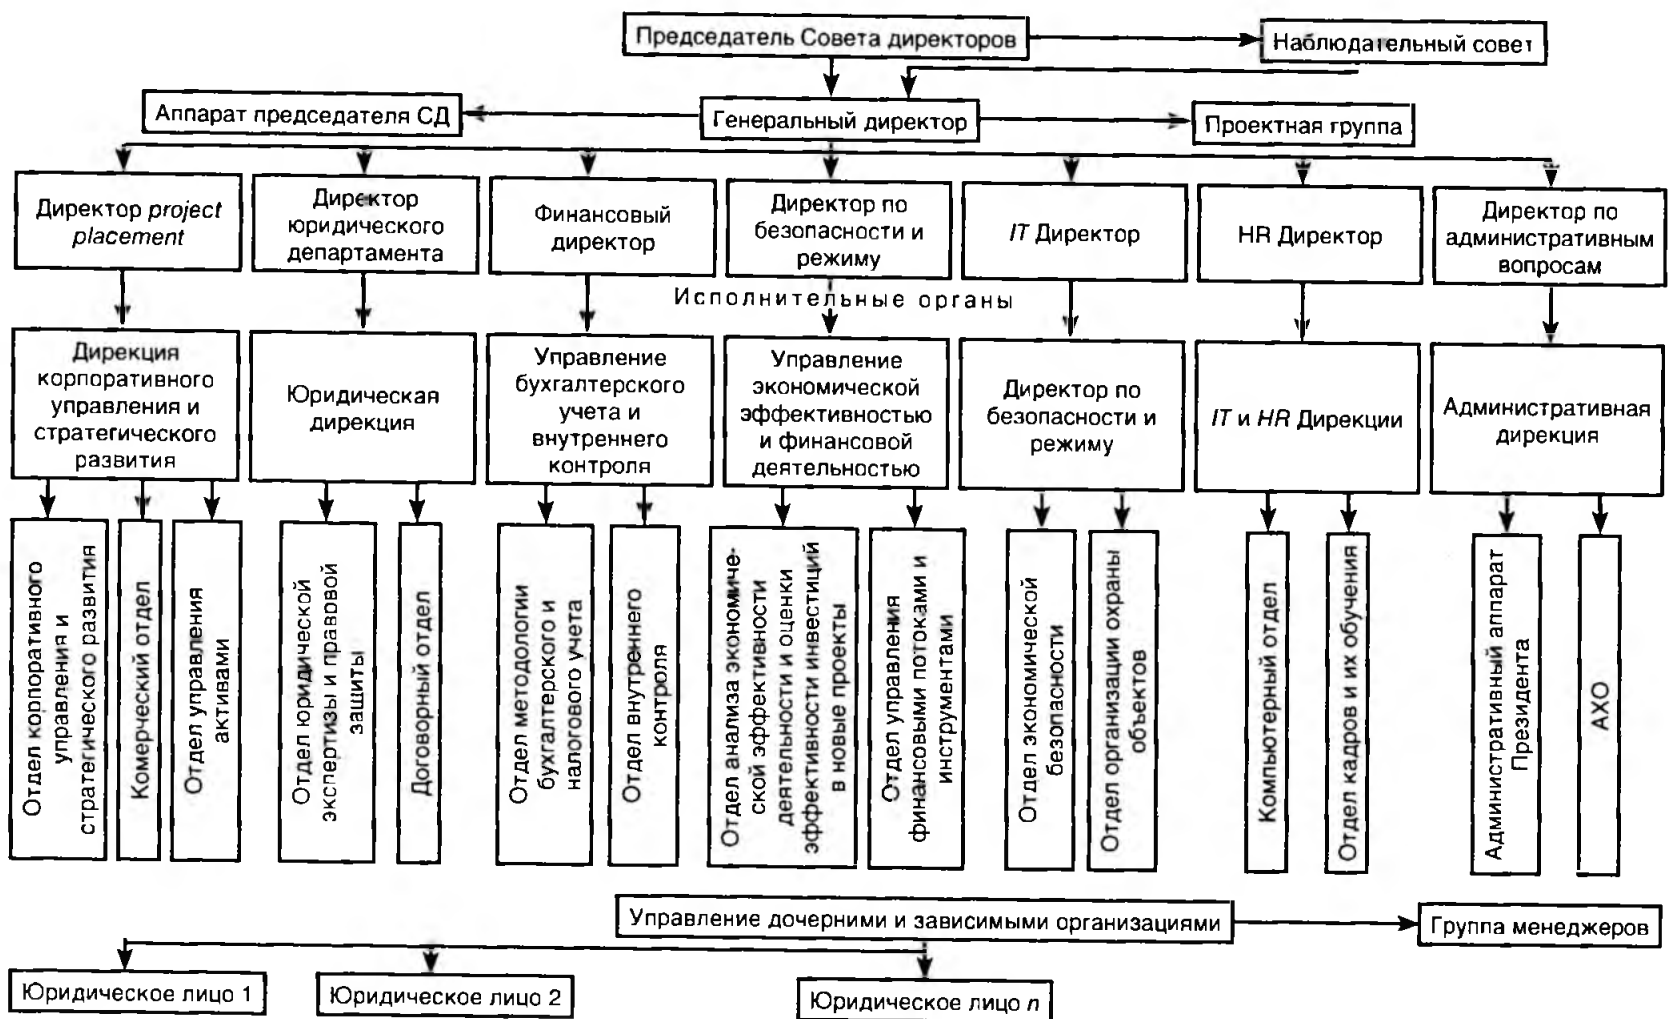 Председатель Совета директоров
Наблюдательный совет
Аппарат председателя СД
Генеральный директор
Проектная группа
Директор project
placement
Директор
юридического
департамента
Финансовый
директор
Директор по
безопасности и
режиму
IT Директор
HR Директор
Директор по
административным
вопросам
Исполнительные органы
Дирекция
корпоративного
управления и
стратегического
развития
Юридическая
дирекция
Управление
бухгалтерского
учета и
внутреннего
контроля
Управление
экономической
эффективностью
и финансовой
деятельностью
Директор по
безопасности и
режиму
IT и HR Дирекции
Административная
дирекция
Отдел корпоративного
управления и
стратегического развития
Комерческий отдел
Отдел управления
активами
Отдел юридической
экспертизы и правовой
защиты
Договорный отдел
Отдел методологии
бухгалтерского и
налогового учета
Отдел внутреннего
контроля
Отдел анализа экономиче-
ской эффективности
деятельности и оценки
эффективности инвестиций
в новые проекты
Отдел управления
финансовыми потоками и
инструментами
Отдел экономической
безопасности
Отдел организации охраны
объектов
Компьютерный отдел
Отдел кадров и их обучения
Административный аппарат
Президента
АХО
Управление дочерними и зависимыми организациями
Группа менеджеров
Юридическое лицо 1
Юридическое лицо 2
Юридическое лицо n